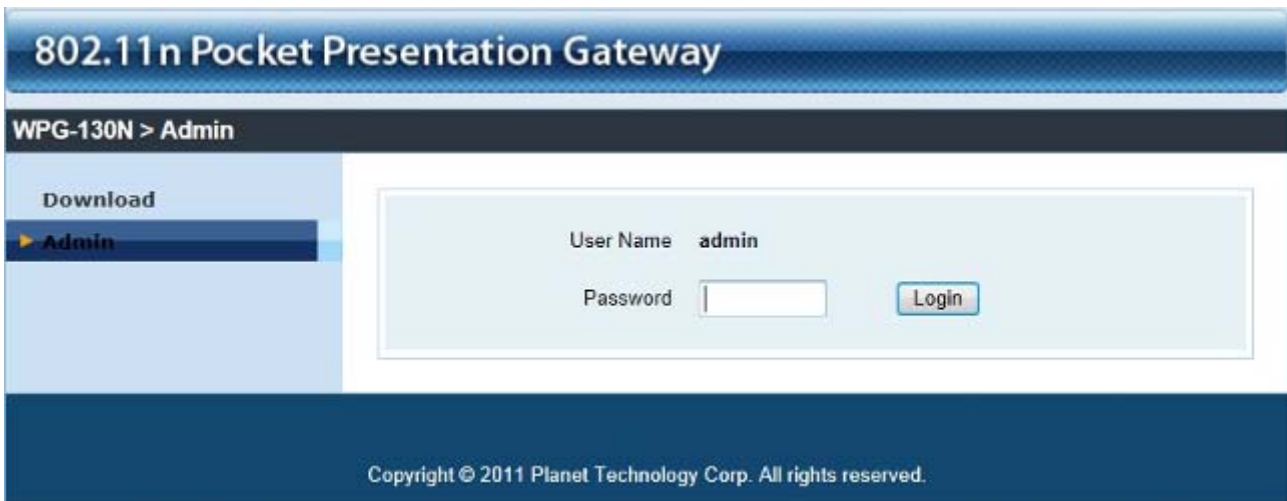 802.11n Pocket Presentation Gateway
WPG-130N > Admin
Download
Admin
User Name admin
Password
Login
Copyright © 2011 Planet Technology Corp. All rights reserved.